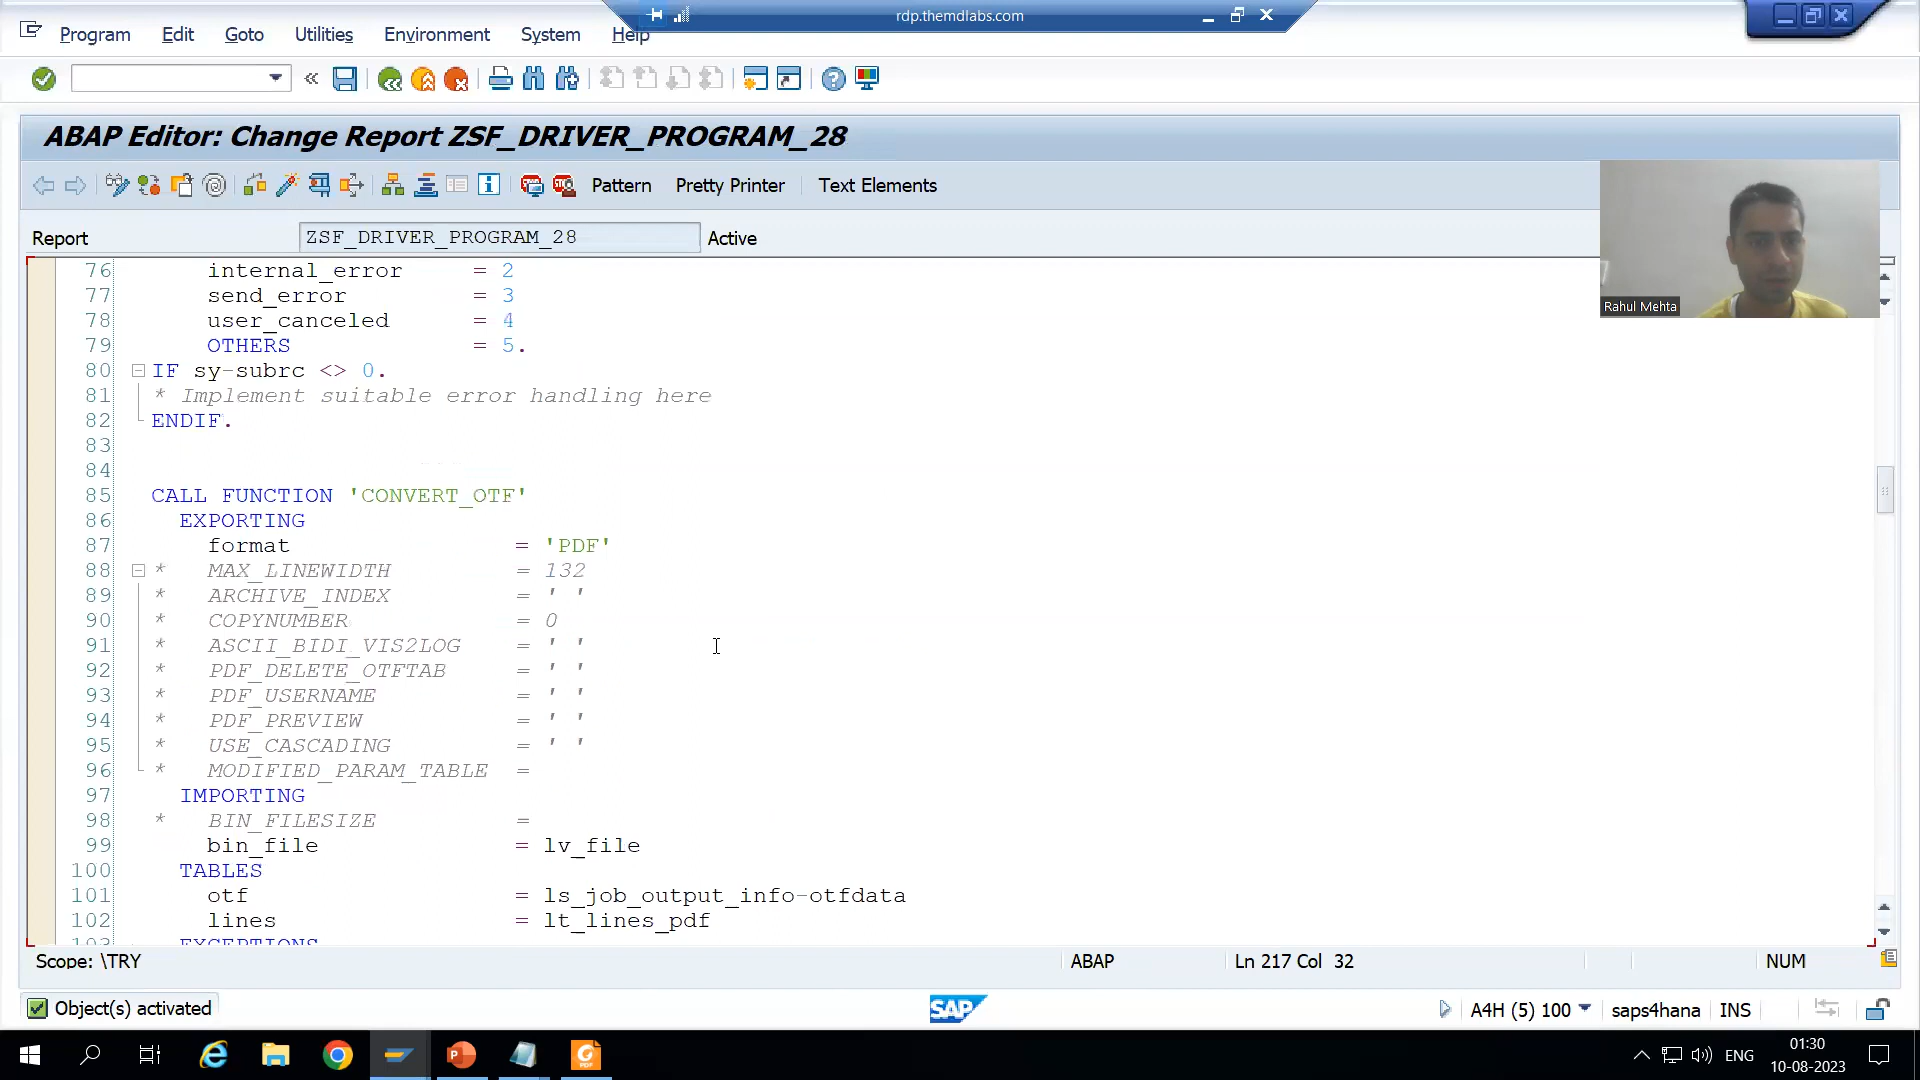 rdp.themdlabs.com
Program Edit Goto Utilities Environment System Help
ABAP Editor: Change Report ZSF_DRIVER_PROGRAM_28
Pattern Pretty Printer Text Elements
Report ZSF_DRIVER_PROGRAM_28 Active
Rahul Mehta
76 internal_error = 2
77 send_error = 3
78 user_canceled = 4
79 OTHERS = 5.
80 IF sy-subrc <> 0.
81 * Implement suitable error handling here
82 ENDIF.
83
84
85 CALL FUNCTION 'CONVERT_OTF'
86 EXPORTING
87 format = 'PDF'
88 * MAX_LINEWIDTH = 132
89 * ARCHIVE_INDEX = ' '
90 * COPYNUMBER = 0
91 * ASCII_BIDI_VIS2LOG = ' '
92 * PDF_DELETE_OTFTAB = ' '
93 * PDF_USERNAME = ' '
94 * PDF_PREVIEW = ' '
95 * USE_CASCADING = ' '
96 * MODIFIED_PARAM_TABLE =
97 IMPORTING
98 * BIN_FILESIZE =
99 bin_file = lv_file
100 TABLES
101 otf = ls_job_output_info-otfdata
102 lines = lt_lines_pdf
103 EXCEPTIONS
Scope: \TRY ABAP Ln 217 Col 32 NUM
Object(s) activated SAP A4H (5) 100 saps4hana INS
ENG 01:30
10-08-2023